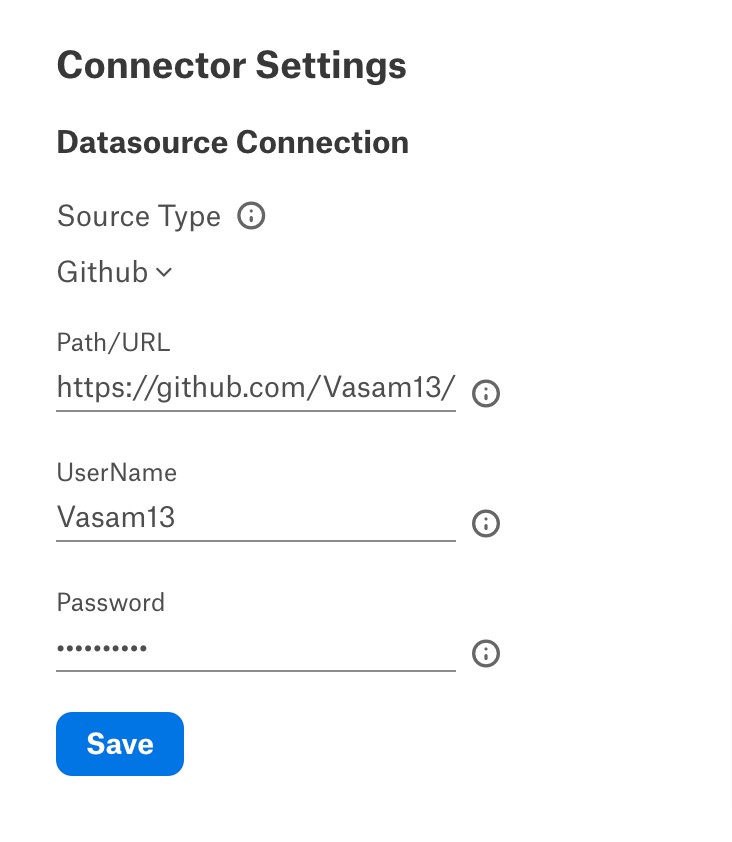 Connector Settings
Datasource Connection
Source Type
Github
Path/URL
https://github.com/Vasam13/
UserName
Vasam13
Password
••••••••••
Save